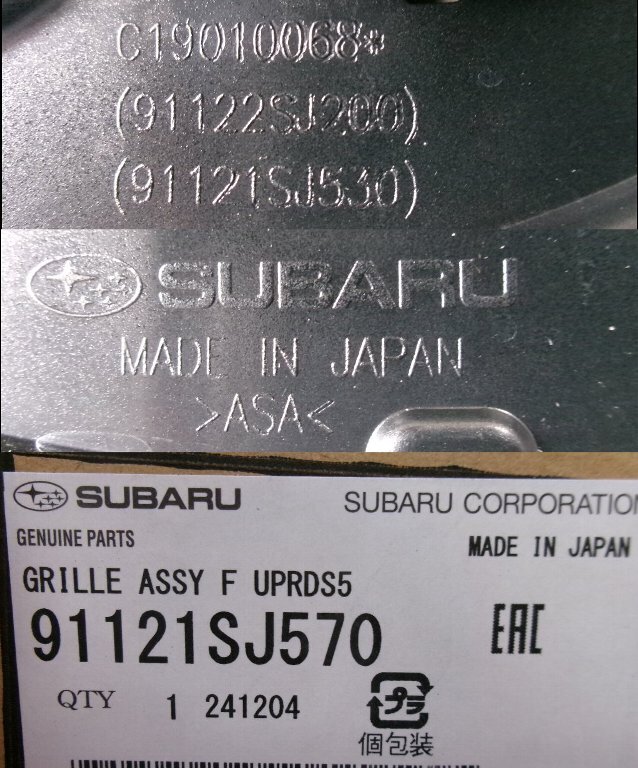 C19010068*
(91122SJ200)
(91121SJ530)
SUBARU
MADE IN JAPAN
>ASA<
SUBARU
SUBARU CORPORATION
GENUINE PARTS
MADE IN JAPAN
GRILLE ASSY F UPRDS5
91121SJ570
EAC
QTY 1 241204
プラ
個包装